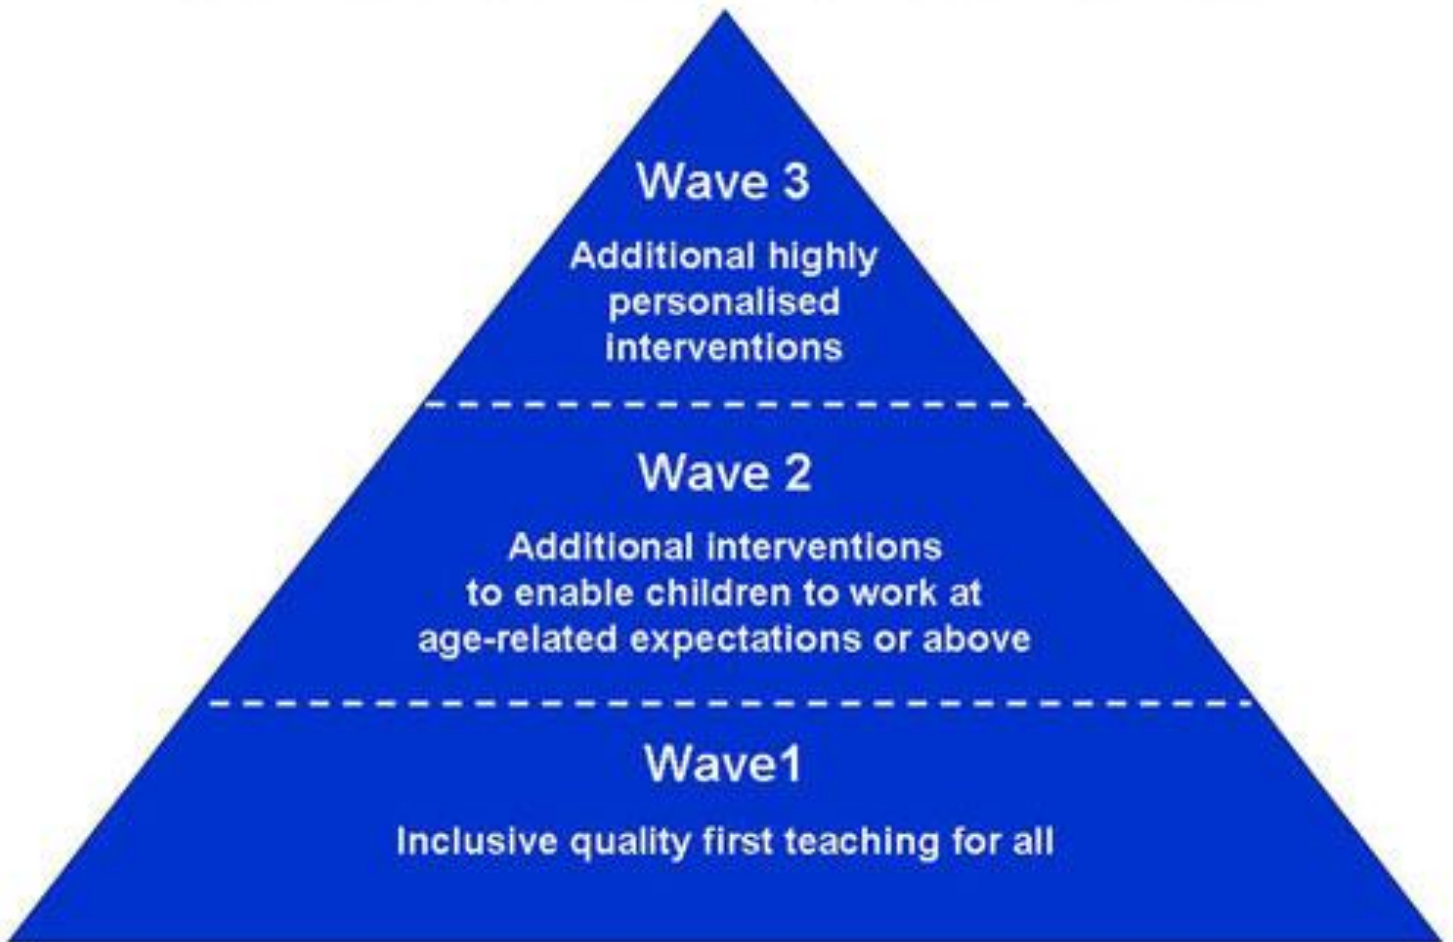 Wave 3
Additional highly
personalised
interventions
Wave 2
Additional interventions
to enable children to work at
age-related expectations or above
Wave1
Inclusive quality first teaching for all